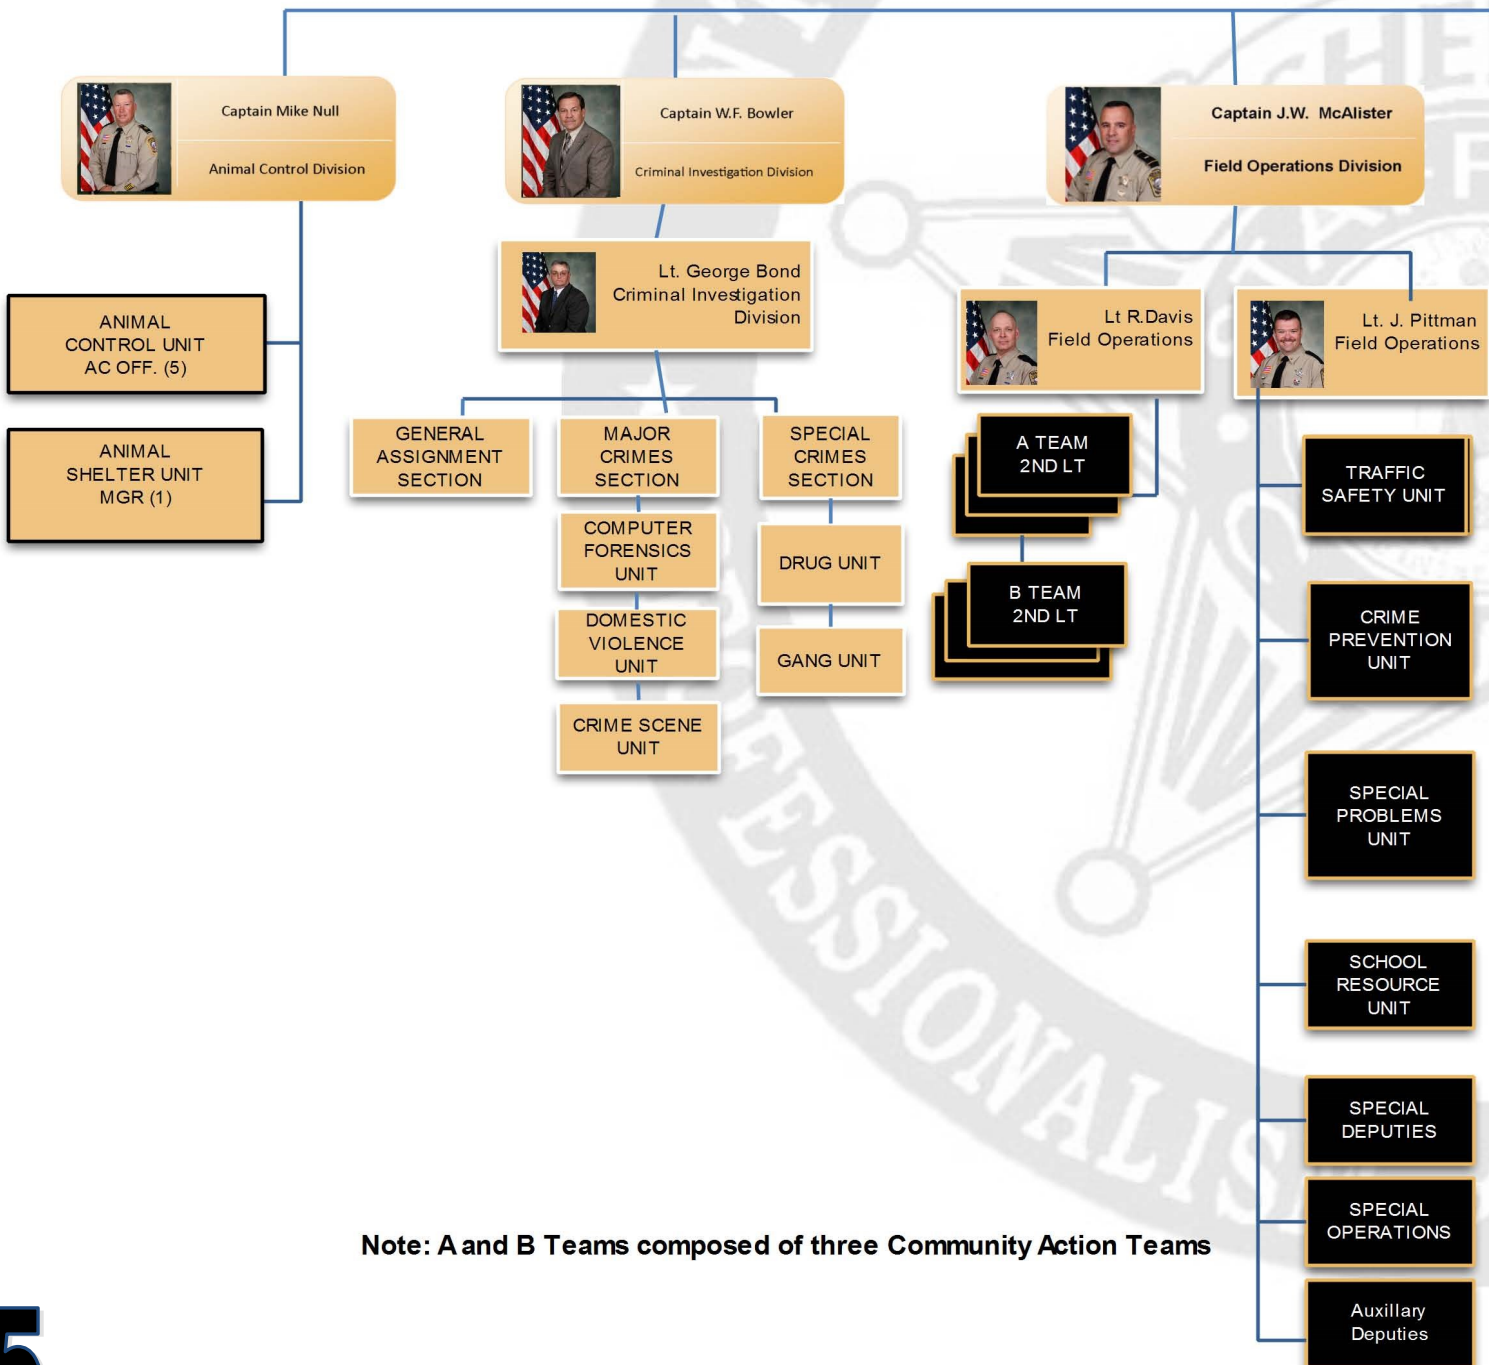 Captain Mike Null
Animal Control Division
Captain W.F. Bowler
Criminal Investigation Division
Captain J.W. McAlister
Field Operations Division
Lt. George Bond
Criminal Investigation
Division
Lt R.Davis
Field Operations
Lt. J. Pittman
Field Operations
ANIMAL
CONTROL UNIT
AC OFF. (5)
ANIMAL
SHELTER UNIT
MGR (1)
GENERAL
ASSIGNMENT
SECTION
MAJOR
CRIMES
SECTION
SPECIAL
CRIMES
SECTION
COMPUTER
FORENSICS
UNIT
DOMESTIC
VIOLENCE
UNIT
CRIME SCENE
UNIT
DRUG UNIT
GANG UNIT
A TEAM
2ND LT
B TEAM
2ND LT
TRAFFIC
SAFETY UNIT
CRIME
PREVENTION
UNIT
SPECIAL
PROBLEMS
UNIT
SCHOOL
RESOURCE
UNIT
SPECIAL
DEPUTIES
SPECIAL
OPERATIONS
Auxillary
Deputies
Note: A and B Teams composed of three Community Action Teams
5